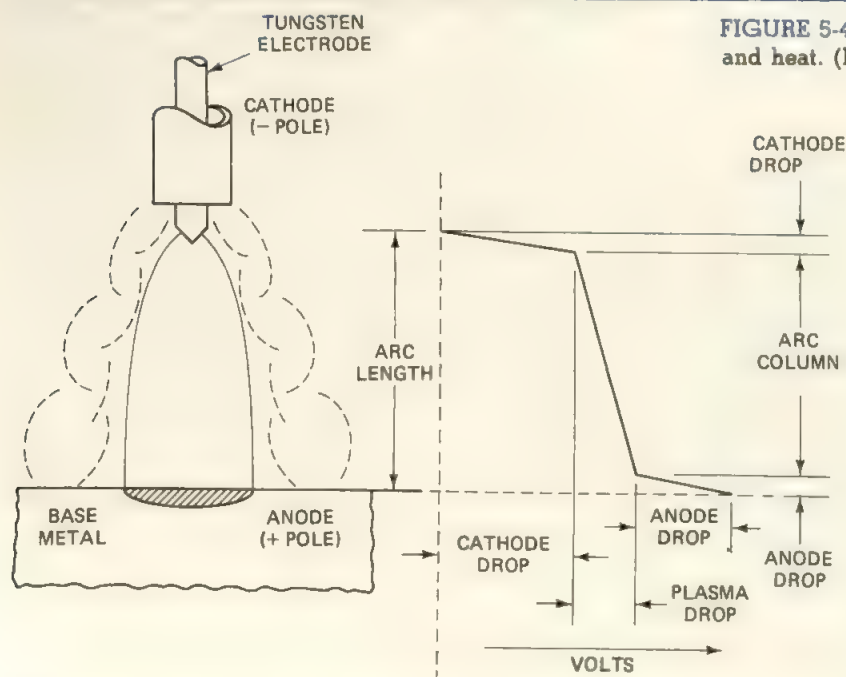 TUNGSTEN
ELECTRODE
CATHODE
(– POLE)
FIGURE 5-4
and heat. (
CATHODE
DROP
ARC
LENGTH
ARC
COLUMN
BASE
METAL
ANODE
(+ POLE)
CATHODE
DROP
ANODE
DROP
ANODE
DROP
PLASMA
DROP
VOLTS